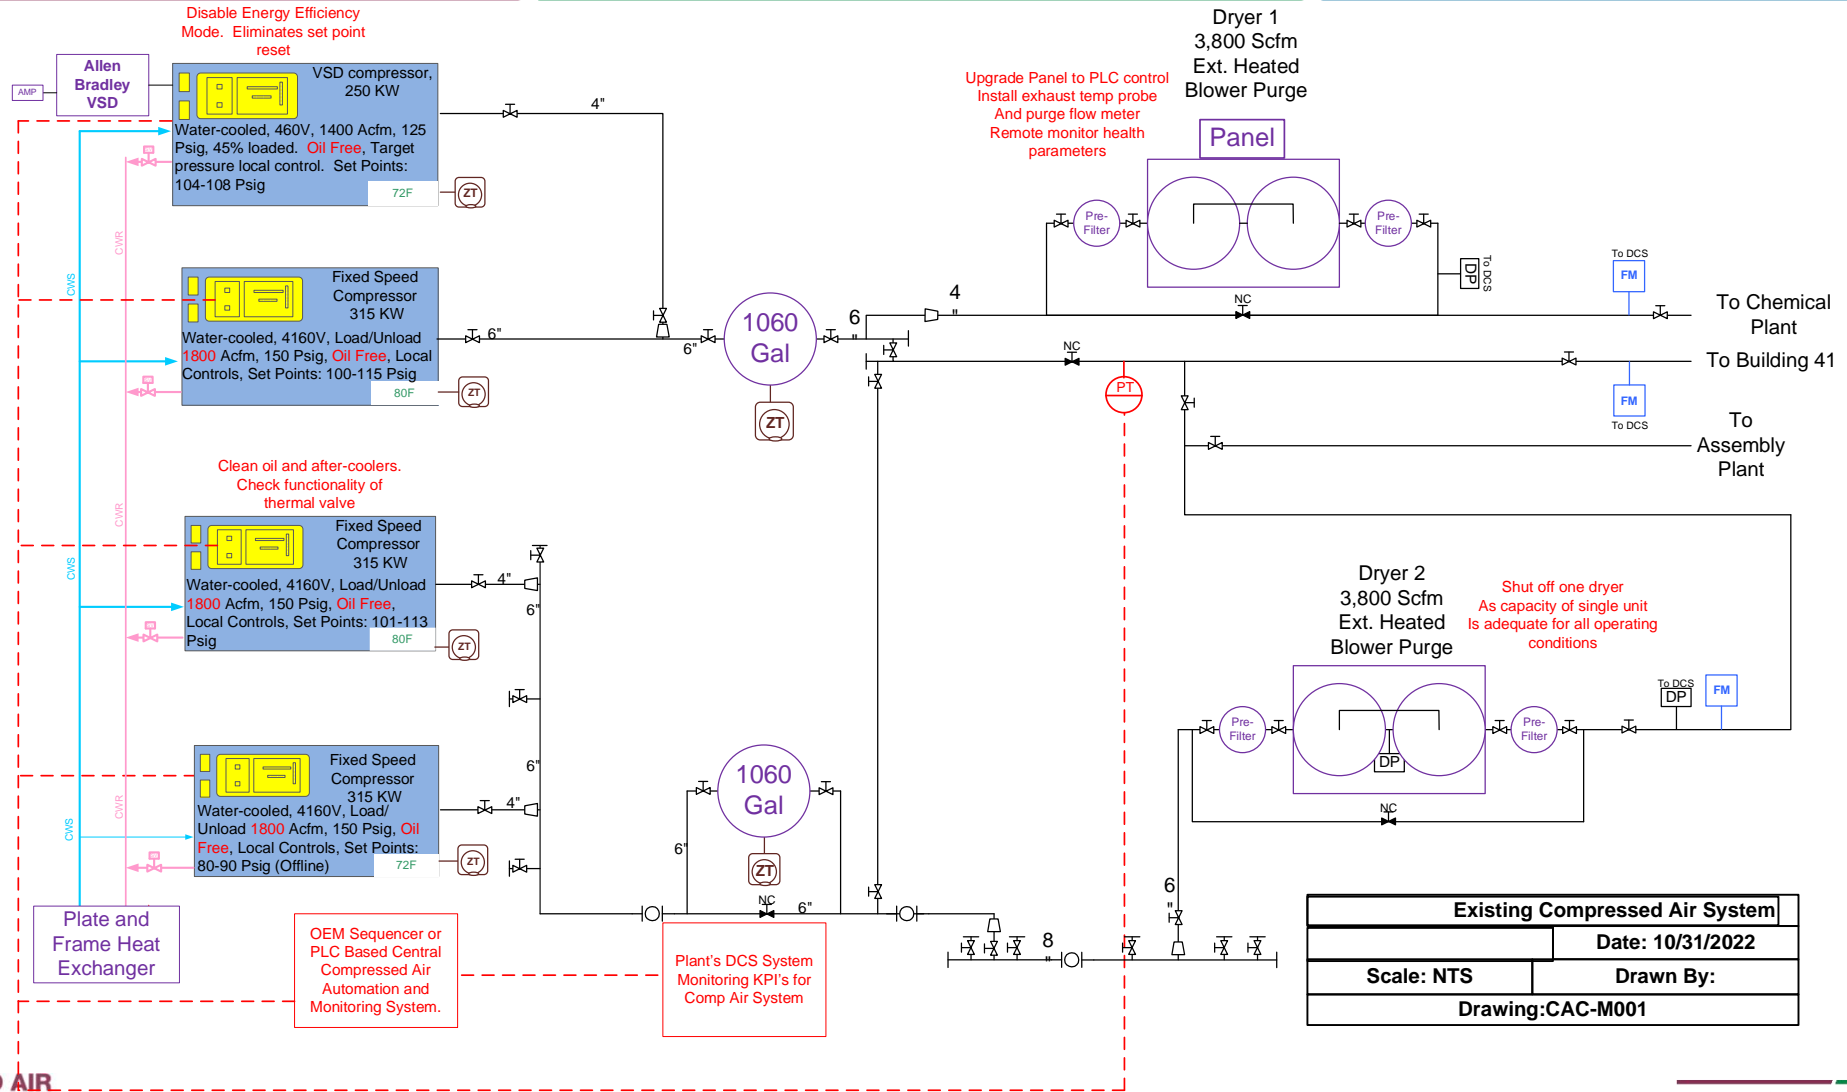 Disable Energy Efficiency
Mode. Eliminates set point
reset
Allen
Bradley
VSD
AMP
VSD compressor,
250 KW
Water-cooled, 460V, 1400 Acfm, 125
Psig, 45% loaded. Oil Free, Target
pressure local control. Set Points:
104-108 Psig
72F
ZT
4"
CWS
CWR
Fixed Speed
Compressor
315 KW
Water-cooled, 4160V, Load/Unload
1800 Acfm, 150 Psig, Oil Free, Local
Controls, Set Points: 100-115 Psig
80F
ZT
6"
6"
1060
Gal
ZT
6
"
4
"
Upgrade Panel to PLC control
Install exhaust temp probe
And purge flow meter
Remote monitor health
parameters
Dryer 1
3,800 Scfm
Ext. Heated
Blower Purge
Panel
Pre-
Filter
Pre-
Filter
DP
To DCS
NC
To DCS
FM
To Chemical
Plant
NC
PT
To Building 41
FM
To DCS
To
Assembly
Plant
Clean oil and after-coolers.
Check functionality of
thermal valve
Fixed Speed
Compressor
315 KW
Water-cooled, 4160V, Load/Unload
1800 Acfm, 150 Psig, Oil Free,
Local Controls, Set Points: 101-113
Psig
80F
ZT
4"
6"
CWS
CWR
Fixed Speed
Compressor
315 KW
Water-cooled, 4160V, Load/
Unload 1800 Acfm, 150 Psig, Oil
Free, Local Controls, Set Points:
80-90 Psig (Offline)
72F
ZT
4"
6"
CWS
CWR
1060
Gal
ZT
6"
NC
6"
Dryer 2
3,800 Scfm
Ext. Heated
Blower Purge
Shut off one dryer
As capacity of single unit
Is adequate for all operating
conditions
Pre-
Filter
DP
Pre-
Filter
To DCS
DP
FM
NC
6
"
8
"
Plate and
Frame Heat
Exchanger
OEM Sequencer or
PLC Based Central
Compressed Air
Automation and
Monitoring System.
Plant's DCS System
Monitoring KPI's for
Comp Air System
Existing Compressed Air System
Date: 10/31/2022
Scale: NTS
Drawn By:
Drawing:CAC-M001
AIR